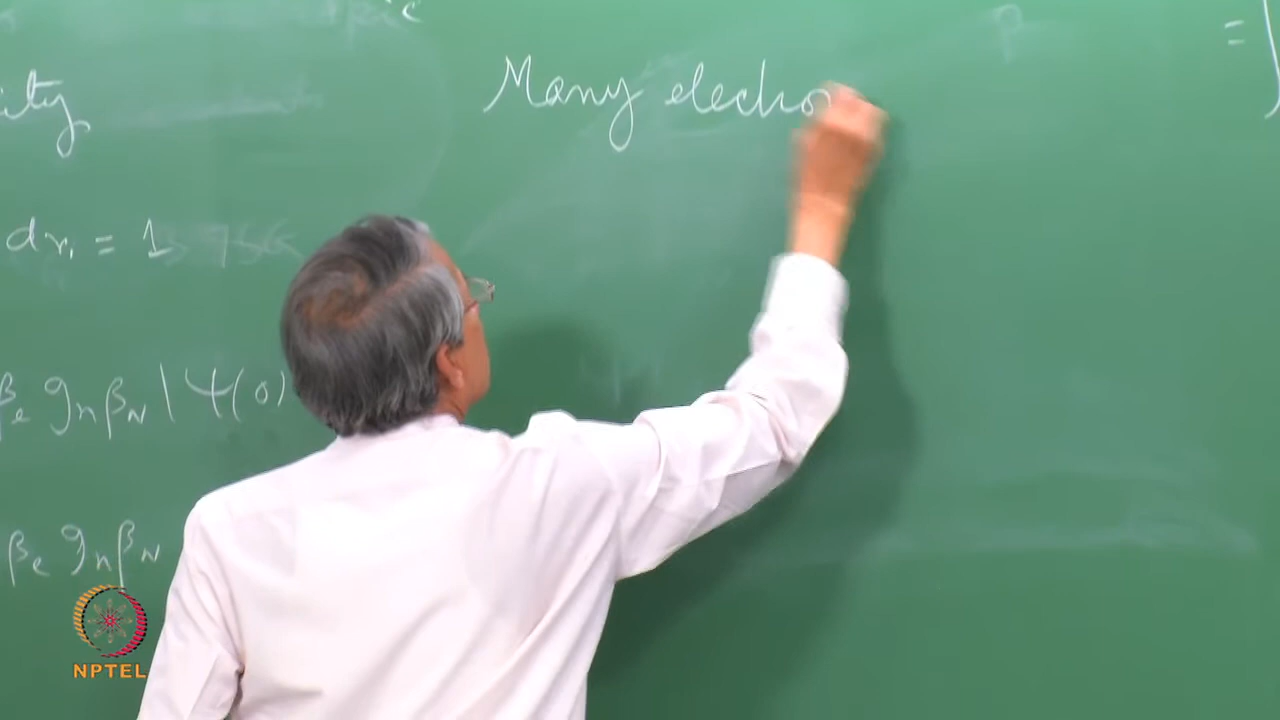 ity
Many electro
dr₁ = 1
βₑ gₙ βN | Ψ(0)
βₑ gₙ βN
=
NPTEL